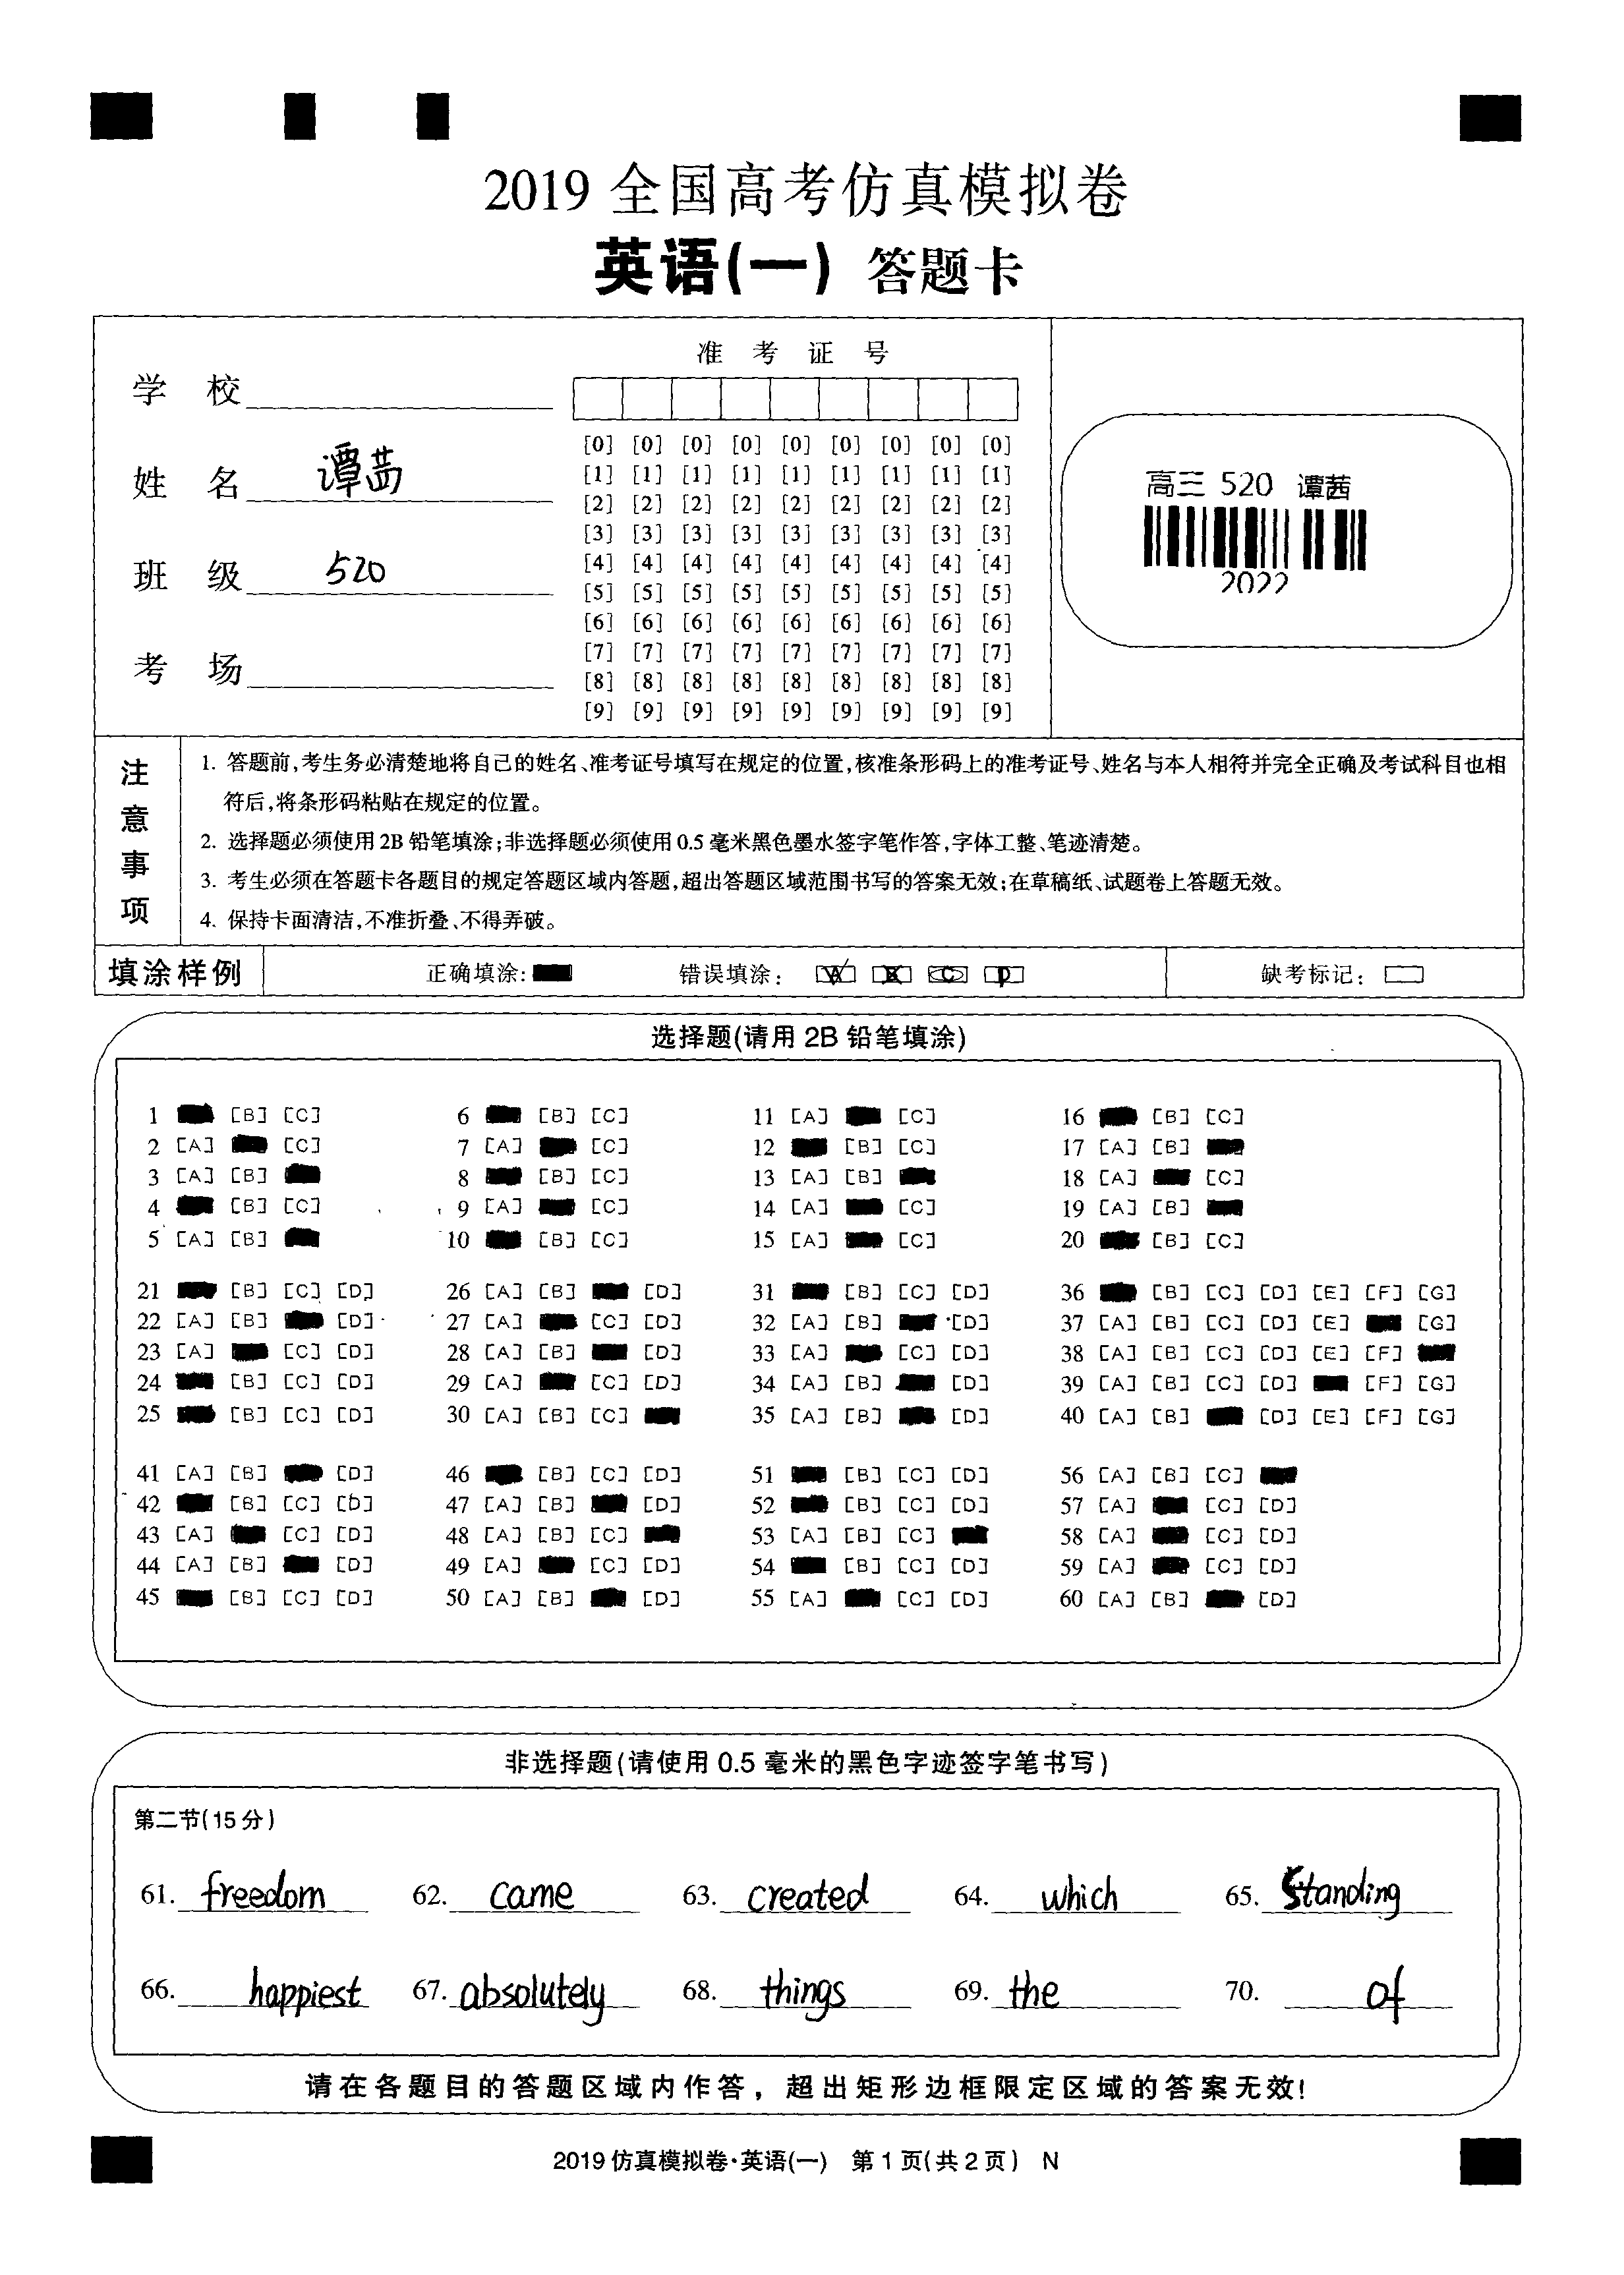 2019 全国高考仿真模拟卷
英语(一) 答题卡
准 考 证 号
学 校
姓 名 谭茜
班 级 520
考 场
[0] [0] [0] [0] [0] [0] [0] [0] [0]
[1] [1] [1] [1] [1] [1] [1] [1] [1]
[2] [2] [2] [2] [2] [2] [2] [2] [2]
[3] [3] [3] [3] [3] [3] [3] [3] [3]
[4] [4] [4] [4] [4] [4] [4] [4] [4]
[5] [5] [5] [5] [5] [5] [5] [5] [5]
[6] [6] [6] [6] [6] [6] [6] [6] [6]
[7] [7] [7] [7] [7] [7] [7] [7] [7]
[8] [8] [8] [8] [8] [8] [8] [8] [8]
[9] [9] [9] [9] [9] [9] [9] [9] [9]
高三 520 谭茜
2022
注意事项
1. 答题前,考生务必清楚地将自己的姓名、准考证号填写在规定的位置,核准条形码上的准考证号、姓名与本人相符并完全正确及考试科目也相
符后,将条形码粘贴在规定的位置。
2. 选择题必须使用2B 铅笔填涂;非选择题必须使用0.5 毫米黑色墨水签字笔作答,字体工整、笔迹清楚。
3. 考生必须在答题卡各题目的规定答题区域内答题,超出答题区域范围书写的答案无效;在草稿纸、试题卷上答题无效。
4. 保持卡面清洁,不准折叠、不得弄破。
填涂样例 正确填涂: 错误填涂: [A] [B] [C] [D] 缺考标记:
选择题(请用 2B 铅笔填涂)
1 [B] [C] 6 [B] [C] 11 [A] [C] 16 [B] [C]
2 [A] [C] 7 [A] [C] 12 [B] [C] 17 [A] [B]
3 [A] [B] 8 [B] [C] 13 [A] [B] 18 [A] [C]
4 [B] [C] 9 [A] [C] 14 [A] [C] 19 [A] [B]
5 [A] [B] 10 [B] [C] 15 [A] [C] 20 [B] [C]
21 [B] [C] [D] 26 [A] [B] [D] 31 [B] [C] [D] 36 [B] [C] [D] [E] [F] [G]
22 [A] [B] [D] 27 [A] [C] [D] 32 [A] [B] [D] 37 [A] [B] [C] [D] [E] [G]
23 [A] [C] [D] 28 [A] [B] [D] 33 [A] [C] [D] 38 [A] [B] [C] [D] [E] [F]
24 [B] [C] [D] 29 [A] [C] [D] 34 [A] [B] [D] 39 [A] [B] [C] [D] [F] [G]
25 [B] [C] [D] 30 [A] [B] [C] 35 [A] [B] [D] 40 [A] [B] [D] [E] [F] [G]
41 [A] [B] [D] 46 [B] [C] [D] 51 [B] [C] [D] 56 [A] [B] [C]
42 [B] [C] [D] 47 [A] [B] [D] 52 [B] [C] [D] 57 [A] [C] [D]
43 [A] [C] [D] 48 [A] [B] [C] 53 [A] [B] [C] 58 [A] [C] [D]
44 [A] [B] [D] 49 [A] [C] [D] 54 [B] [C] [D] 59 [A] [C] [D]
45 [B] [C] [D] 50 [A] [B] [D] 55 [A] [C] [D] 60 [A] [B] [D]
非选择题(请使用 0.5 毫米的黑色字迹签字笔书写)
第二节(15 分)
61. freedom 62. came 63. created 64. which 65. Standing
66. happiest 67. absolutely 68. things 69. the 70. of
请在各题目的答题区域内作答，超出矩形边框限定区域的答案无效!
2019 仿真模拟卷·英语(一) 第 1 页(共 2 页) N